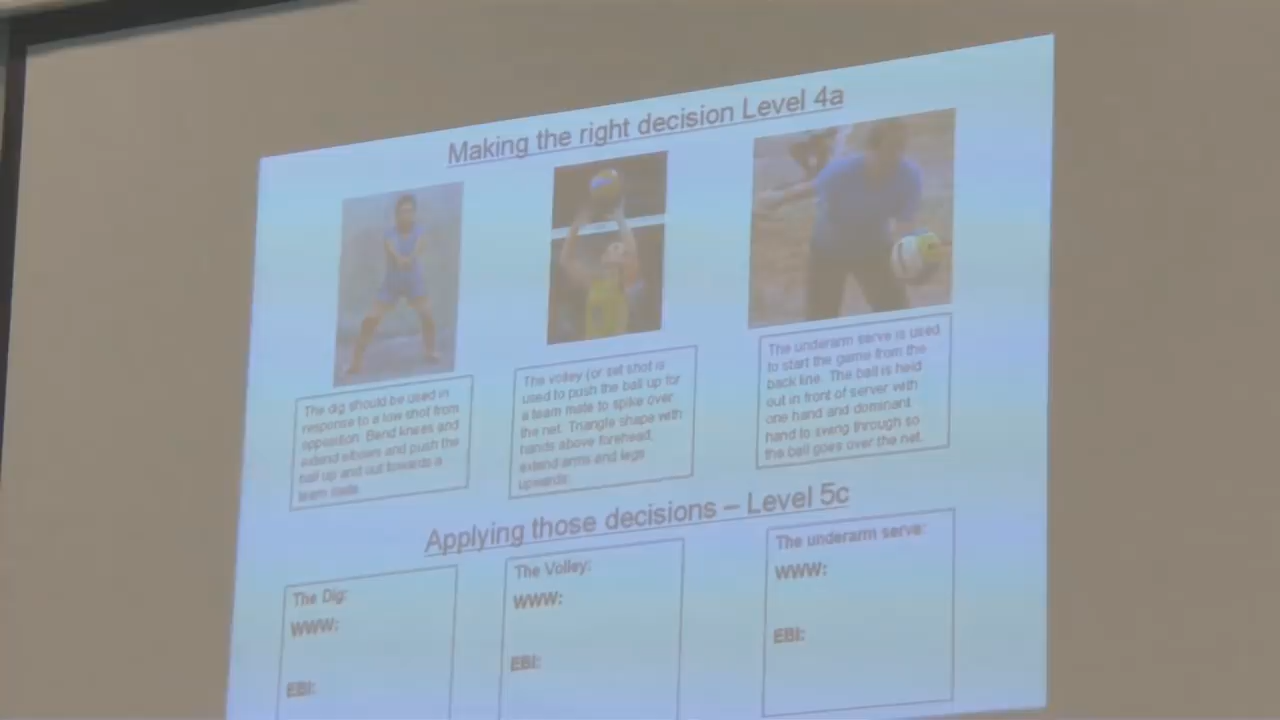 Making the right decision Level 4a
The dig should be used in
response to a low shot from
opposition. Bend knees and
extend elbows and push the
ball up and out towards a
team mate.
The volley (or set shot is
used to push the ball up for
a team mate to spike over
the net. Triangle shape with
hands above forehead,
extend arms and legs
upwards.
The underarm serve is used
to start the game from the
back line. The ball is held
out in front of server with
one hand and dominant
hand to swing through so
the ball goes over the net.
Applying those decisions – Level 5c
The Dig:
WWW:
EBI:
The Volley:
WWW:
EBI:
The underarm serve:
WWW:
EBI: